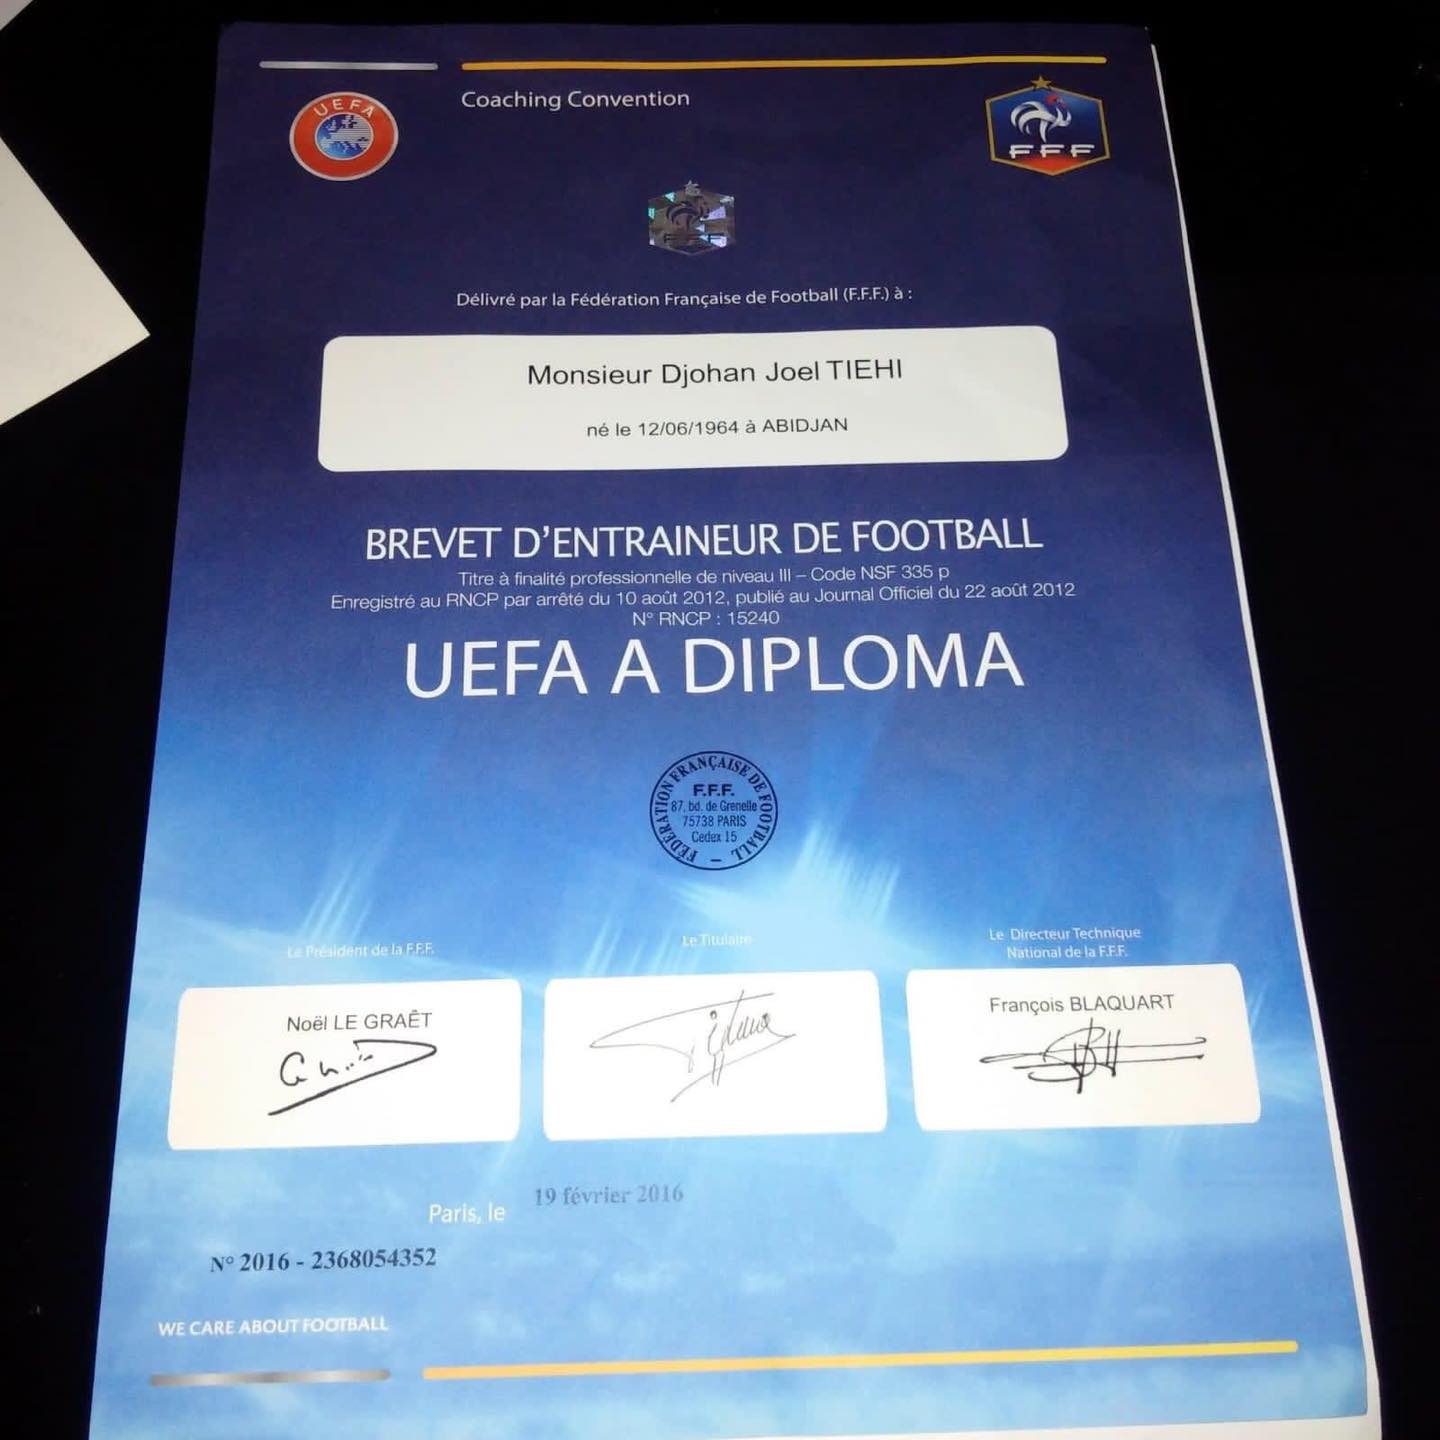 UEFA
Coaching Convention
FFF
FFF
Délivré par la Fédération Française de Football (F.F.F.) à :
Monsieur Djohan Joel TIEHI
né le 12/06/1964 à ABIDJAN
BREVET D'ENTRAINEUR DE FOOTBALL
Titre à finalité professionnelle de niveau III – Code NSF 335 p
Enregistré au RNCP par arrêté du 10 août 2012, publié au Journal Officiel du 22 août 2012
N° RNCP : 15240
UEFA A DIPLOMA
FÉDÉRATION FRANÇAISE DE FOOTBALL
F.F.F.
87, bd. de Grenelle
75738 PARIS
Cedex 15
Le Président de la F.F.F.
Le Titulaire
Le Directeur Technique
National de la F.F.F.
Noël LE GRAËT
François BLAQUART
Paris, le 19 février 2016
N° 2016 - 2368054352
WE CARE ABOUT FOOTBALL